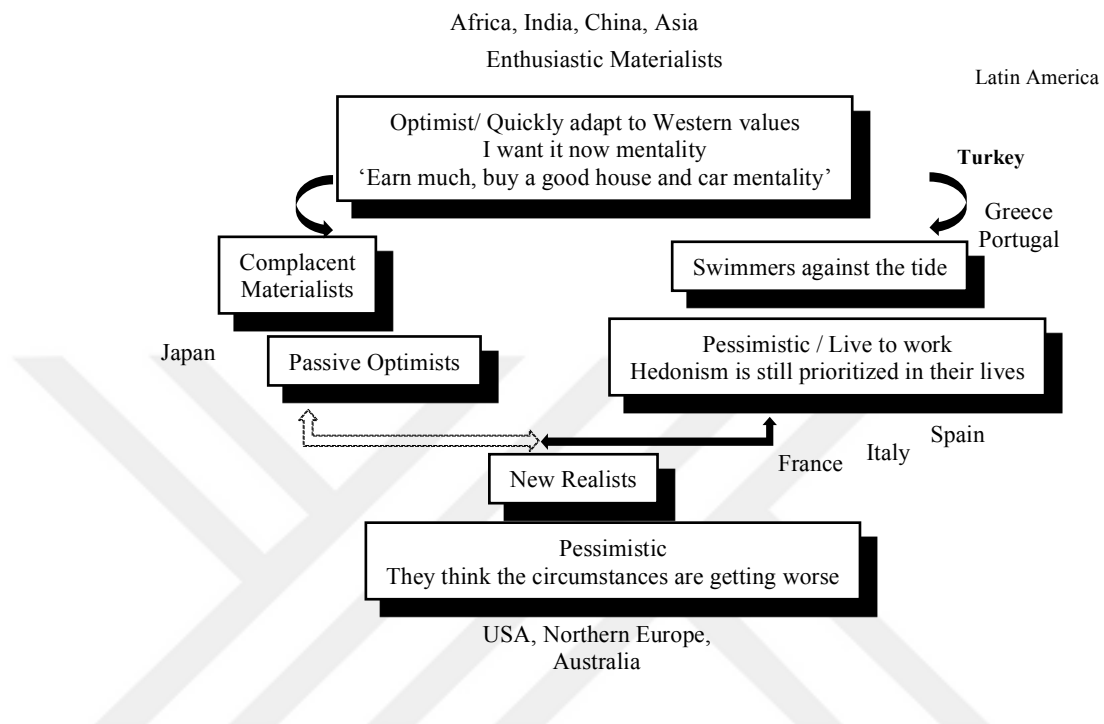 Africa, India, China, Asia
Enthusiastic Materialists
Latin America
Optimist/ Quickly adapt to Western values
I want it now mentality
‘Earn much, buy a good house and car mentality’
Turkey
Greece
Portugal
Complacent
Materialists
Swimmers against the tide
Japan
Passive Optimists
Pessimistic / Live to work
Hedonism is still prioritized in their lives
Spain
Italy
France
New Realists
Pessimistic
They think the circumstances are getting worse
USA, Northern Europe,
Australia